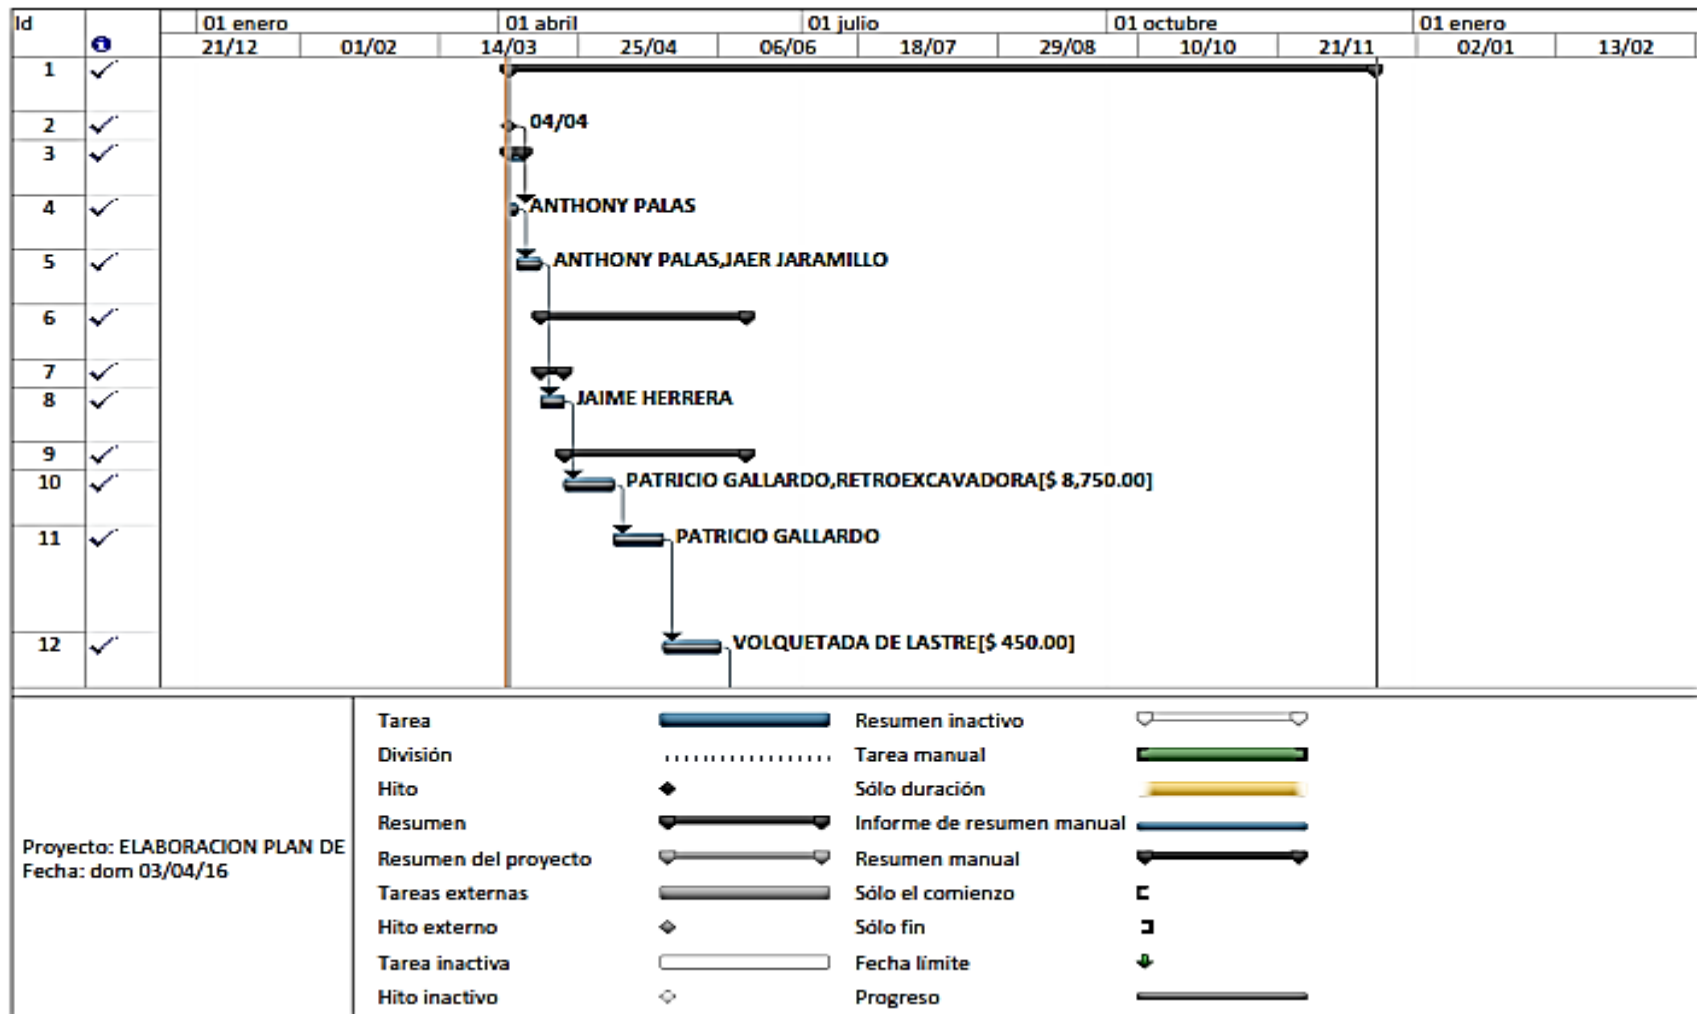 Id 01 enero 01 abril 01 julio 01 octubre 01 enero
21/12 01/02 14/03 25/04 06/06 18/07 29/08 10/10 21/11 02/01 13/02
1
2 04/04
3
4 ANTHONY PALAS
5 ANTHONY PALAS,JAER JARAMILLO
6
7
8 JAIME HERRERA
9
10 PATRICIO GALLARDO,RETROEXCAVADORA[$ 8,750.00]
11 PATRICIO GALLARDO
12 VOLQUETADA DE LASTRE[$ 450.00]
Proyecto: ELABORACION PLAN DE
Fecha: dom 03/04/16
Tarea
División
Hito
Resumen
Resumen del proyecto
Tareas externas
Hito externo
Tarea inactiva
Hito inactivo
Resumen inactivo
Tarea manual
Sólo duración
Informe de resumen manual
Resumen manual
Sólo el comienzo
Sólo fin
Fecha límite
Progreso